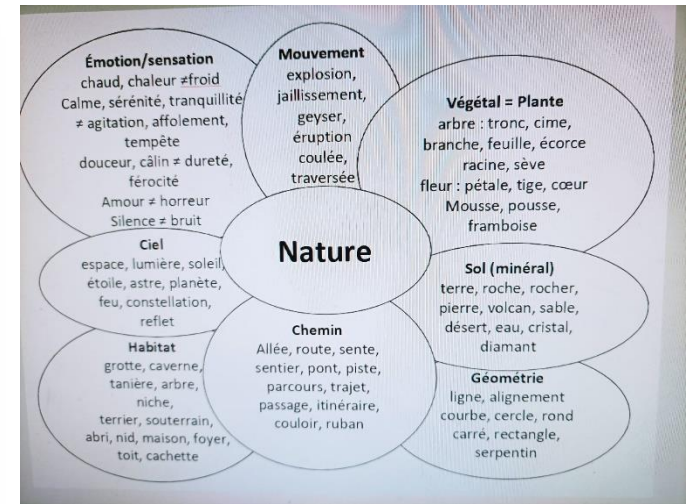 Émotion/sensation
chaud, chaleur ≠froid
Calme, sérénité, tranquillité
≠ agitation, affolement,
tempête
douceur, câlin ≠ dureté,
férocité
Amour ≠ horreur
Silence ≠ bruit
Mouvement
explosion,
jaillissement,
geyser,
éruption
coulée,
traversée
Végétal = Plante
arbre : tronc, cime,
branche, feuille, écorce
racine, sève
fleur : pétale, tige, cœur
Mousse, pousse,
framboise
Nature
Ciel
espace, lumière, soleil,
étoile, astre, planète,
feu, constellation,
reflet
Sol (minéral)
terre, roche, rocher,
pierre, volcan, sable,
désert, eau, cristal,
diamant
Habitat
grotte, caverne,
tanière, arbre,
niche,
terrier, souterrain,
abri, nid, maison, foyer,
toit, cachette
Chemin
Allée, route, sente,
sentier, pont, piste,
parcours, trajet,
passage, itinéraire,
couloir, ruban
Géométrie
ligne, alignement
courbe, cercle, rond
carré, rectangle,
serpentin